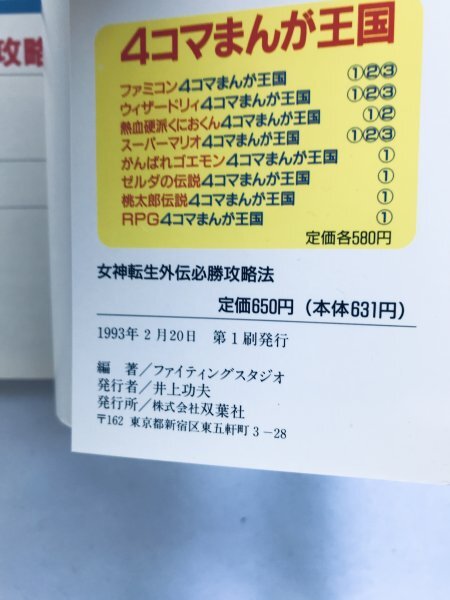 攻略
4コマまんが王国
ファミコン4コマまんが王国 ①②③
ウィザードリィ4コマまんが王国 ①②③
熱血硬派くにおくん4コマまんが王国 ①②
スーパーマリオ4コマまんが王国 ①②③
がんばれゴエモン4コマまんが王国 ①
ゼルダの伝説4コマまんが王国 ①
桃太郎伝説4コマまんが王国 ①
RPG4コマまんが王国 ①
定価各580円
女神転生外伝必勝攻略法
定価650円（本体631円）
1993年2月20日 第1刷発行
編 著／ファイティングスタジオ
発行者／井上功夫
発行所／株式会社双葉社
〒162 東京都新宿区東五軒町3－28